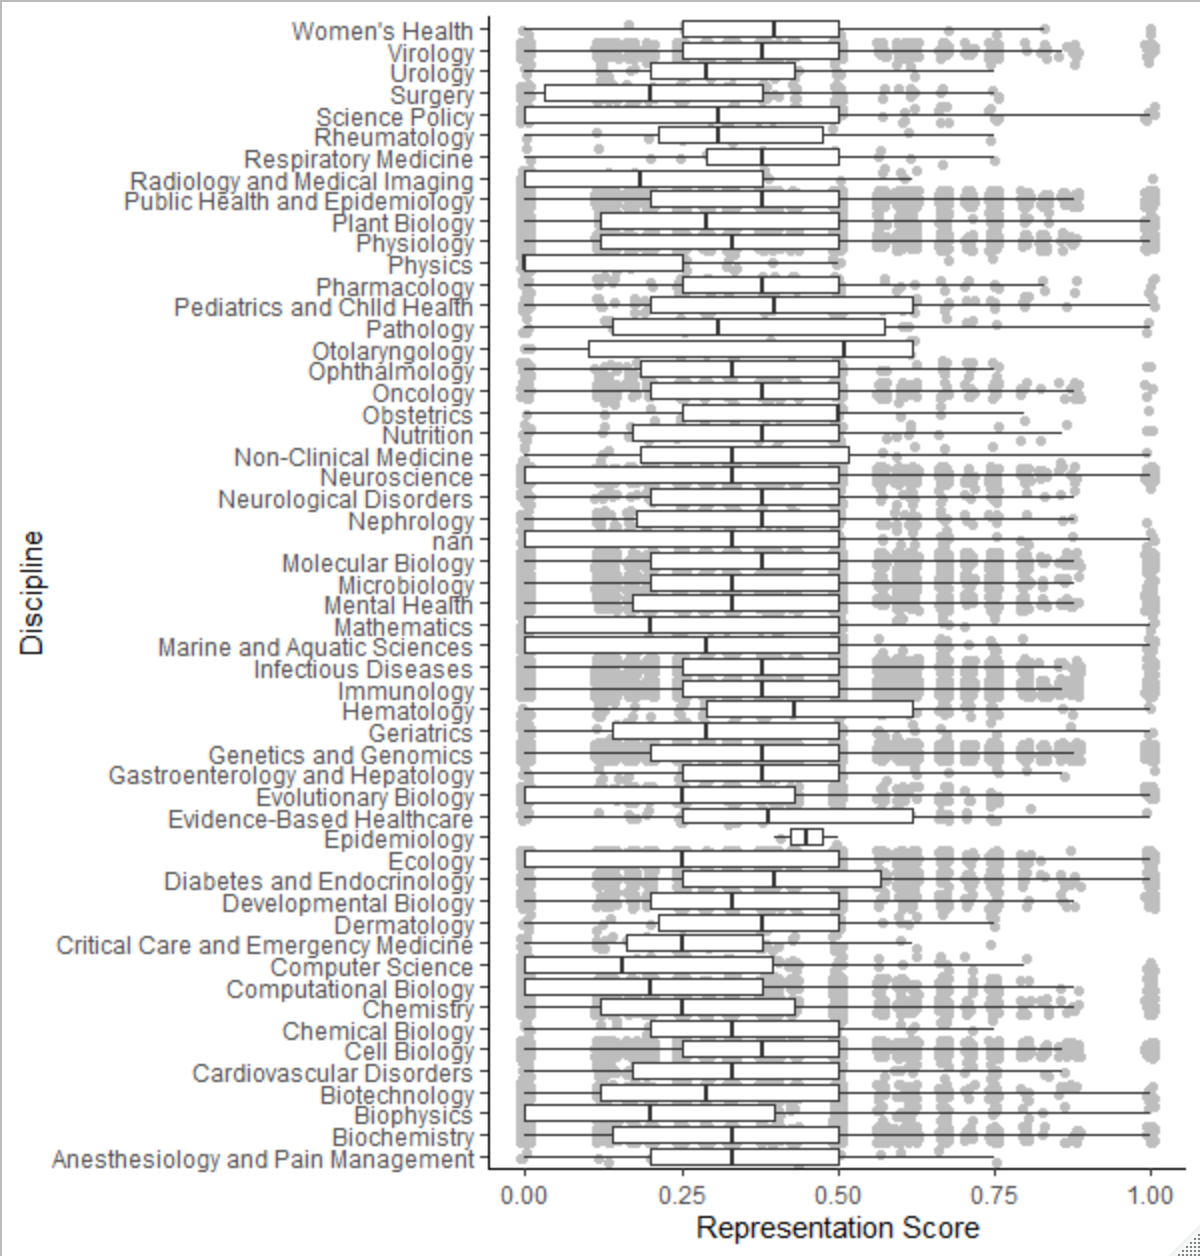 Women's Health
Virology
Urology
Surgery
Science Policy
Rheumatology
Respiratory Medicine
Radiology and Medical Imaging
Public Health and Epidemiology
Plant Biology
Physiology
Physics
Pharmacology
Pediatrics and Child Health
Pathology
Otolaryngology
Ophthalmology
Oncology
Obstetrics
Nutrition
Non-Clinical Medicine
Neuroscience
Neurological Disorders
Nephrology
nan
Molecular Biology
Microbiology
Mental Health
Mathematics
Marine and Aquatic Sciences
Infectious Diseases
Immunology
Hematology
Geriatrics
Genetics and Genomics
Gastroenterology and Hepatology
Evolutionary Biology
Evidence-Based Healthcare
Epidemiology
Ecology
Diabetes and Endocrinology
Developmental Biology
Dermatology
Critical Care and Emergency Medicine
Computer Science
Computational Biology
Chemistry
Chemical Biology
Cell Biology
Cardiovascular Disorders
Biotechnology
Biophysics
Biochemistry
Anesthesiology and Pain Management
Discipline
0.00 0.25 0.50 0.75 1.00
Representation Score